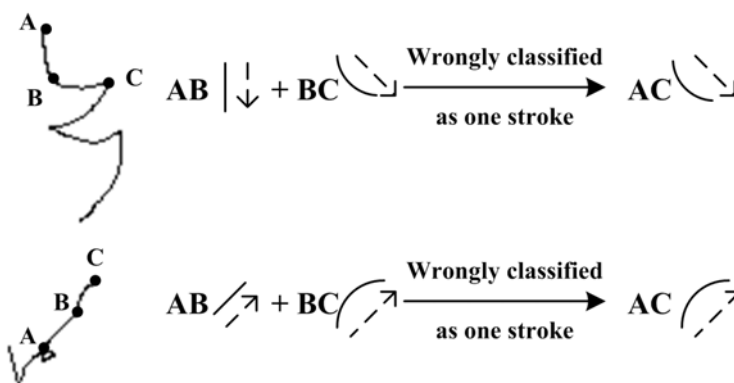 A
B
C
AB + BC
Wrongly classified
as one stroke
AC
C
B
A
AB + BC
Wrongly classified
as one stroke
AC